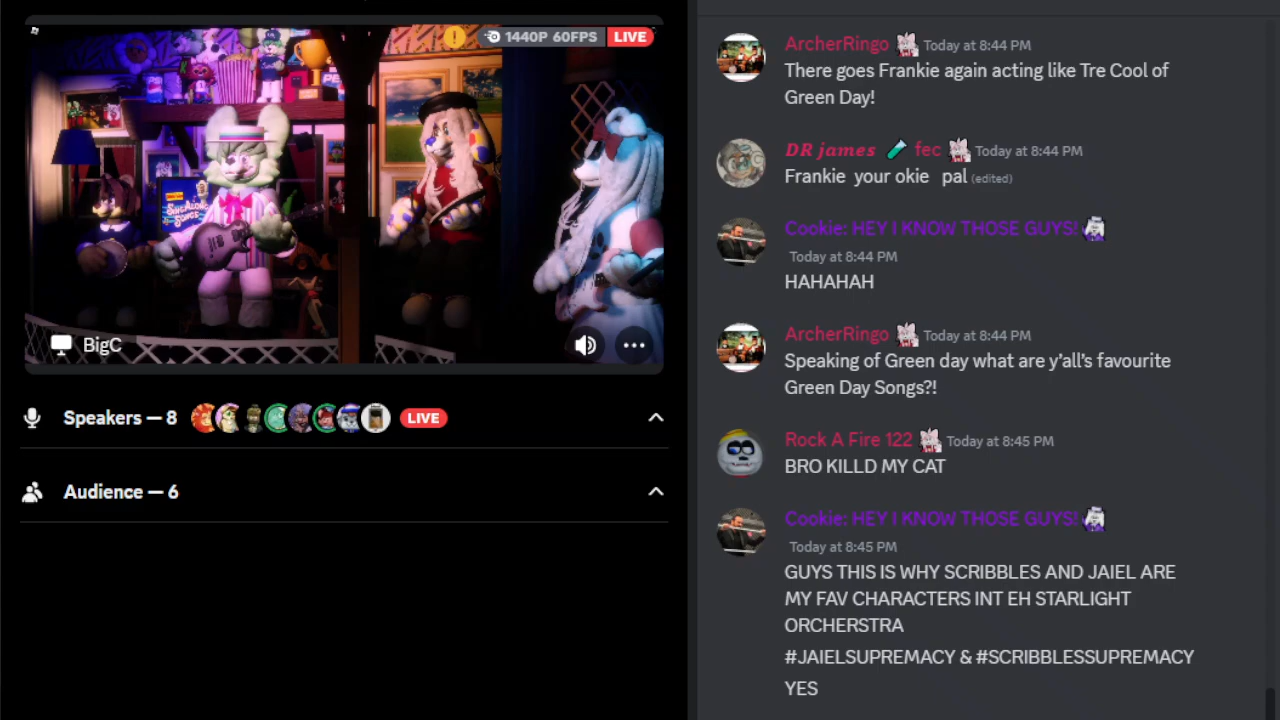 1440P 60FPS
LIVE
PEPSI
SING ALONG
SONGS
BigC
Speakers — 8
LIVE
Audience — 6
ArcherRingo Today at 8:44 PM
There goes Frankie again acting like Tre Cool of
Green Day!
DR james fec Today at 8:44 PM
Frankie your okie pal (edited)
Cookie: HEY I KNOW THOSE GUYS!
Today at 8:44 PM
HAHAHAH
ArcherRingo Today at 8:44 PM
Speaking of Green day what are y'all's favourite
Green Day Songs?!
Rock A Fire 122 Today at 8:45 PM
BRO KILLD MY CAT
Cookie: HEY I KNOW THOSE GUYS!
Today at 8:45 PM
GUYS THIS IS WHY SCRIBBLES AND JAIEL ARE
MY FAV CHARACTERS INT EH STARLIGHT
ORCHERSTRA
#JAIELSUPREMACY & #SCRIBBLESSUPREMACY
YES